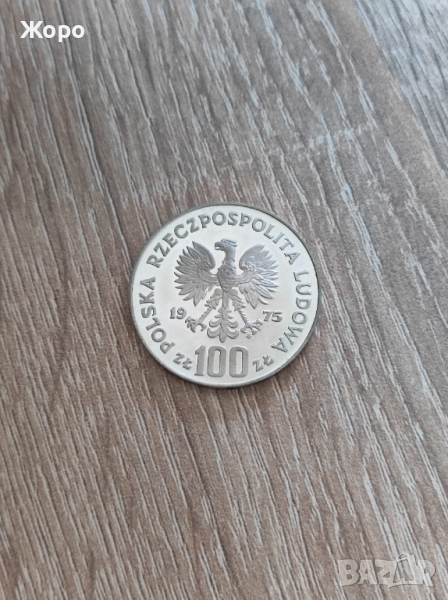 Жоро
POLSKA RZECZPOSPOLITA LUDOWA
19 75
zł 100 zł
BAZAR